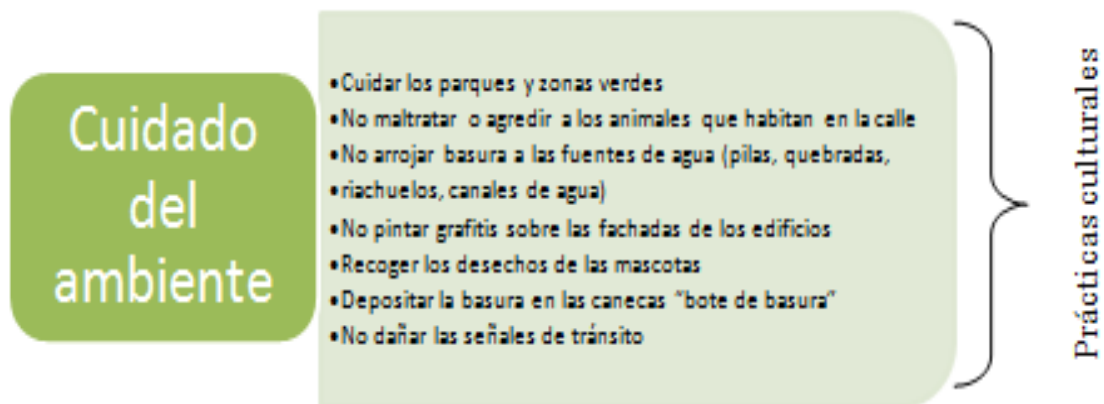 Cuidado
del
ambiente
•Cuidar los parques y zonas verdes
•No maltratar o agredir a los animales que habitan en la calle
•No arrojar basura a las fuentes de agua (pilas, quebradas,
•riachuelos, canales de agua)
•No pintar grafitis sobre las fachadas de los edificios
•Recoger los desechos de las mascotas
•Depositar la basura en las canecas “bote de basura”
•No dañar las señales de tránsito
Prácticas culturales